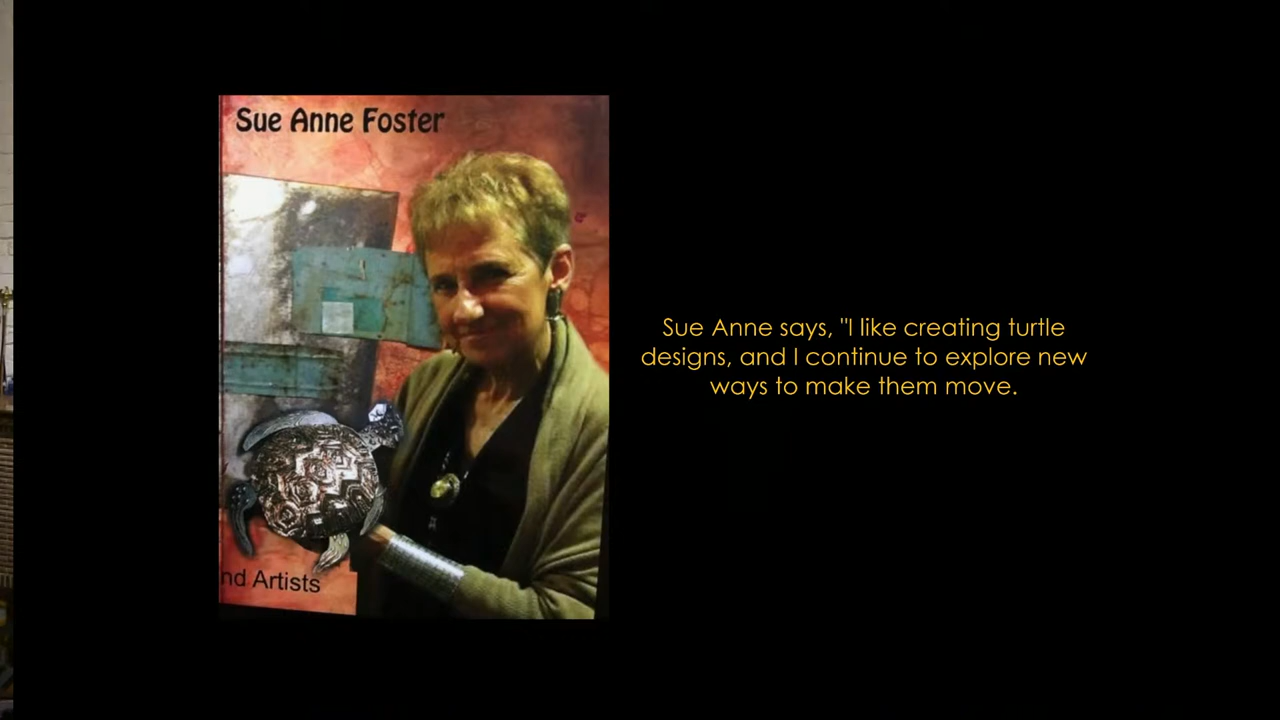 Sue Anne Foster
Sue Anne says, "I like creating turtle
designs, and I continue to explore new
ways to make them move.
nd Artists